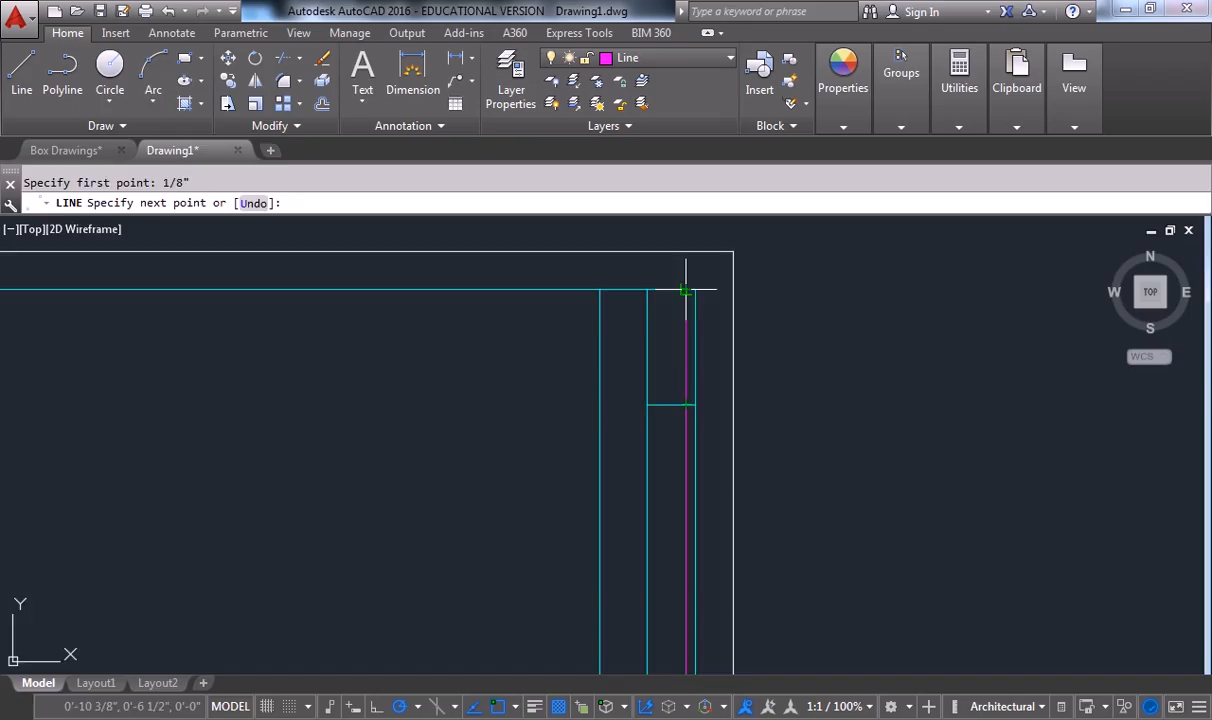 Autodesk AutoCAD 2016 - EDUCATIONAL VERSION Drawing1.dwg
Type a keyword or phrase
Sign In
Home Insert Annotate Parametric View Manage Output Add-ins A360 Express Tools BIM 360
Line
Line Polyline Circle Arc
Text Dimension
Layer Properties
Insert
Properties
Groups
Utilities
Clipboard
View
Draw Modify Annotation Layers Block
Box Drawings* Drawing1*
Specify first point: 1/8"
LINE Specify next point or [Undo]:
[−][Top][2D Wireframe]
N
W TOP E
S
WCS
Y
X
Model Layout1 Layout2
0'-10 3/8", 0'-6 1/2", 0'-0" MODEL 1:1 / 100% Architectural